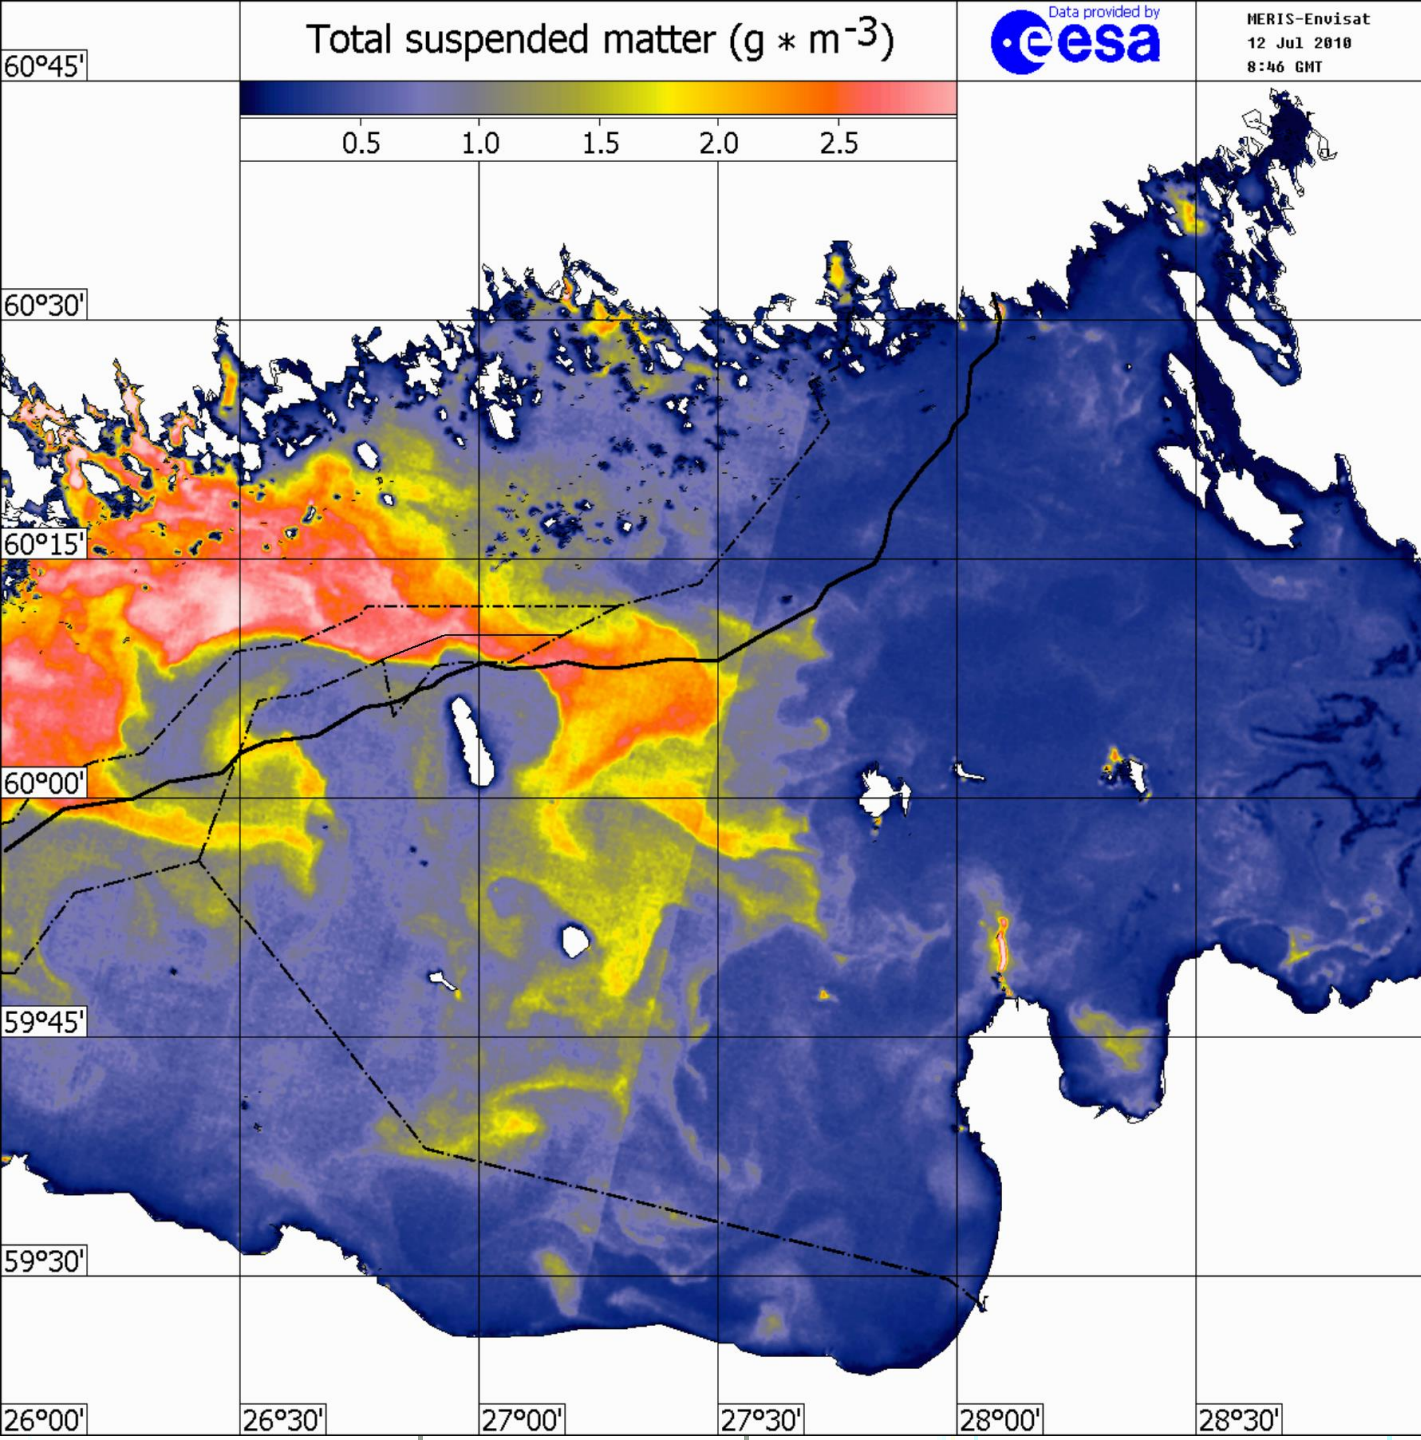 Total suspended matter (g * m-3)
Data provided by
esa
MERIS-Envisat
12 Jul 2010
8:46 GMT
0.5 1.0 1.5 2.0 2.5
60°45'
60°30'
60°15'
60°00'
59°45'
59°30'
26°00' 26°30' 27°00' 27°30' 28°00' 28°30'